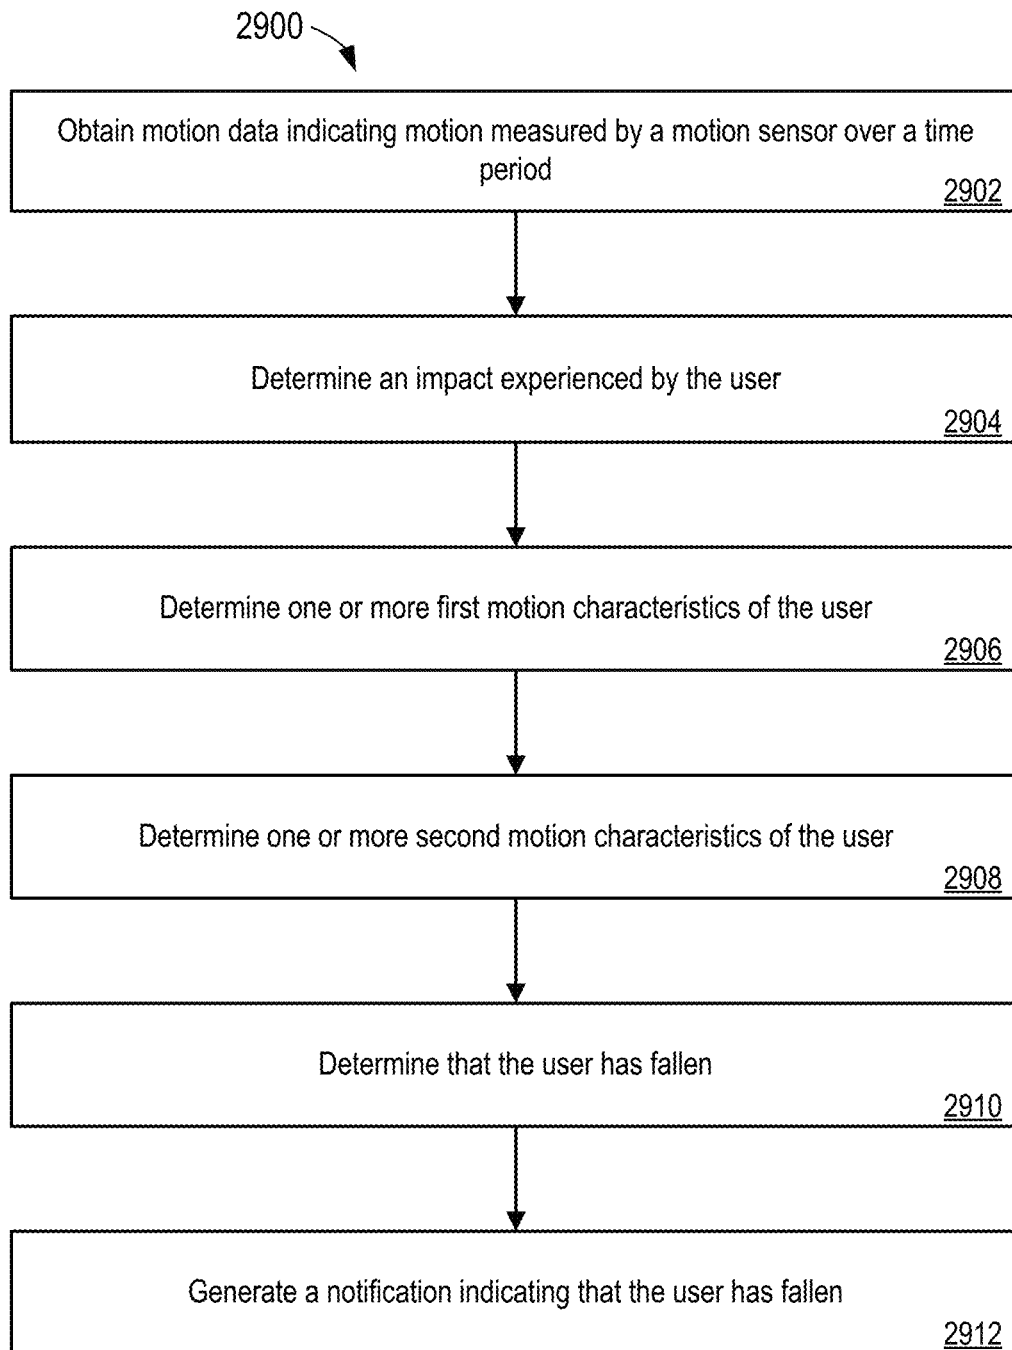 2900
Obtain motion data indicating motion measured by a motion sensor over a time
period
2902
Determine an impact experienced by the user
2904
Determine one or more first motion characteristics of the user
2906
Determine one or more second motion characteristics of the user
2908
Determine that the user has fallen
2910
Generate a notification indicating that the user has fallen
2912